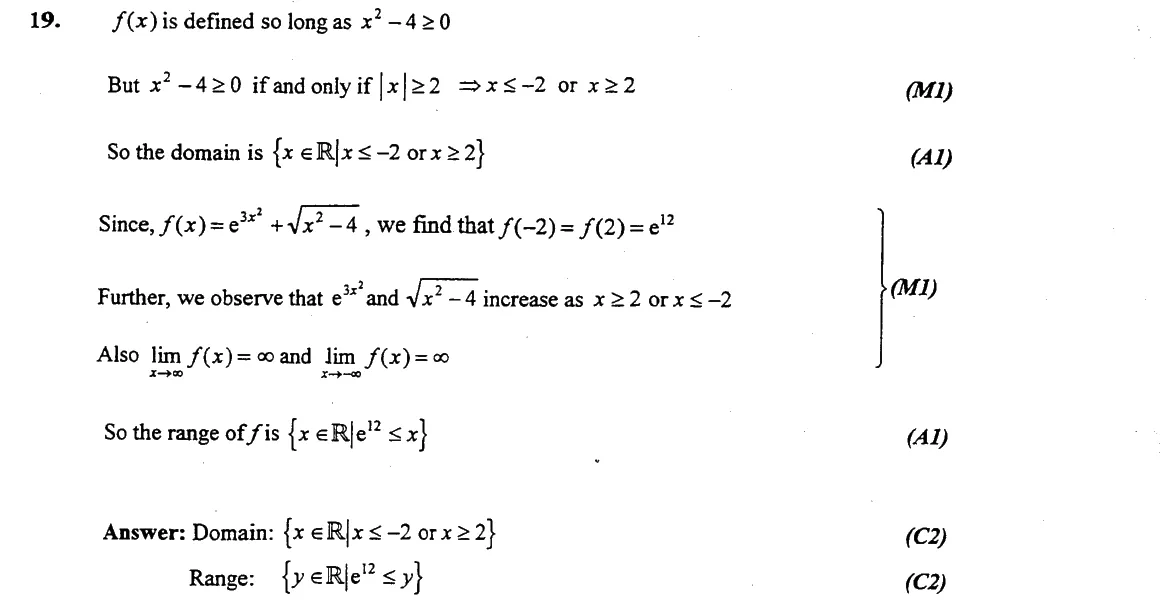 19. f(x) is defined so long as x² − 4 ≥ 0
But x² − 4 ≥ 0 if and only if |x| ≥ 2 ⇒ x ≤ −2 or x ≥ 2 (M1)
So the domain is {x ∈ ℝ|x ≤ −2 or x ≥ 2} (A1)
Since, f(x) = e^{3x²} + √(x² − 4), we find that f(−2) = f(2) = e¹²
Further, we observe that e^{3x²} and √(x² − 4) increase as x ≥ 2 or x ≤ −2 (M1)
Also lim_{x→∞} f(x) = ∞ and lim_{x→−∞} f(x) = ∞
So the range of f is {x ∈ ℝ|e¹² ≤ x} (A1)
Answer: Domain: {x ∈ ℝ|x ≤ −2 or x ≥ 2} (C2)
Range: {y ∈ ℝ|e¹² ≤ y} (C2)